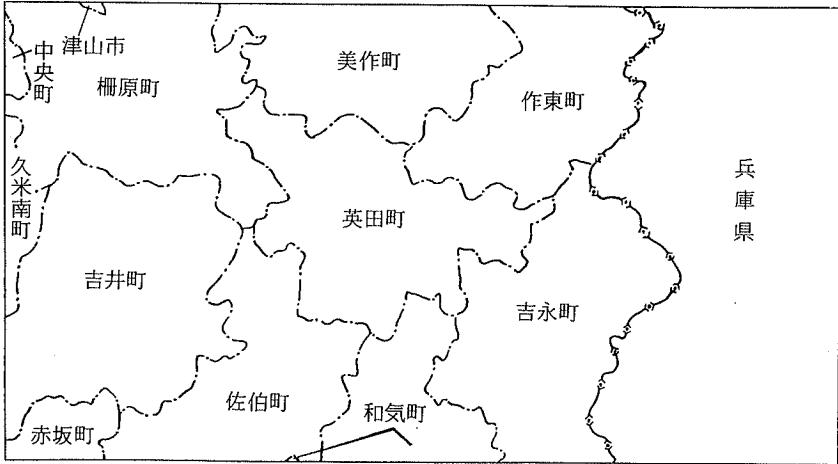 津山市
中央町
柵原町
美作町
作東町
兵庫県
久米南町
英田町
吉井町
吉永町
佐伯町
和気町
赤坂町